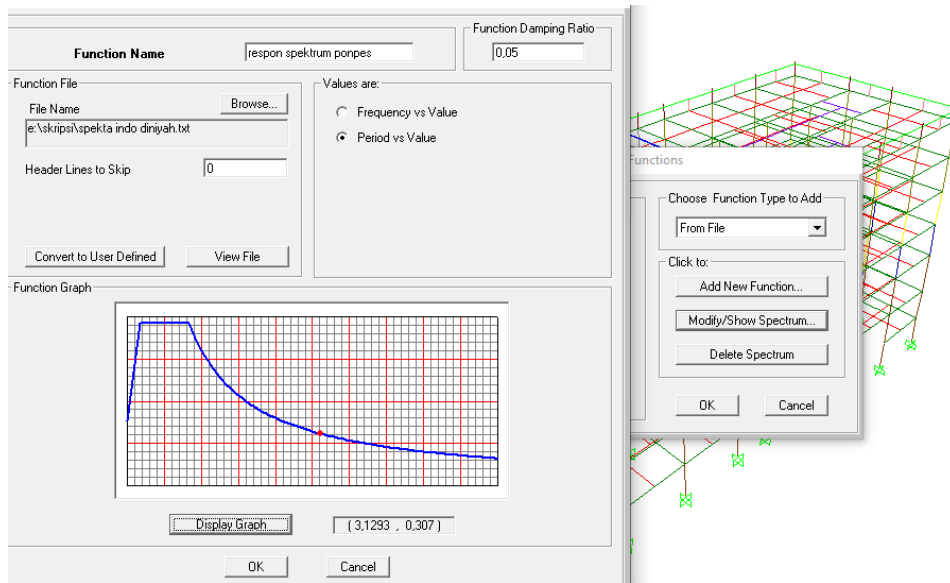 Function Damping Ratio
Function Name
respon spektrum ponpes
0,05
Function File
Values are:
File Name
Browse...
e:\skripsi\spekta indo diniyah.txt
Header Lines to Skip
0
Frequency vs Value
Period vs Value
Convert to User Defined
View File
Function Graph
Display Graph
( 3,1293 , 0,307 )
OK
Cancel
Functions
Choose Function Type to Add
From File
Click to:
Add New Function...
Modify/Show Spectrum...
Delete Spectrum
OK
Cancel